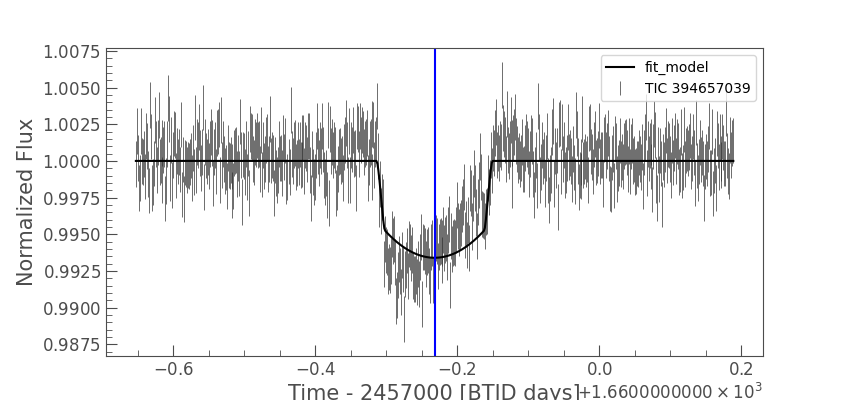 1.0075
1.0050
1.0025
1.0000
0.9975
0.9950
0.9925
0.9900
0.9875
Normalized Flux
fit_model
TIC 394657039
−0.6
−0.4
−0.2
0.0
0.2
Time - 2457000 [BTJD days]
+1.6600000000 × 10³